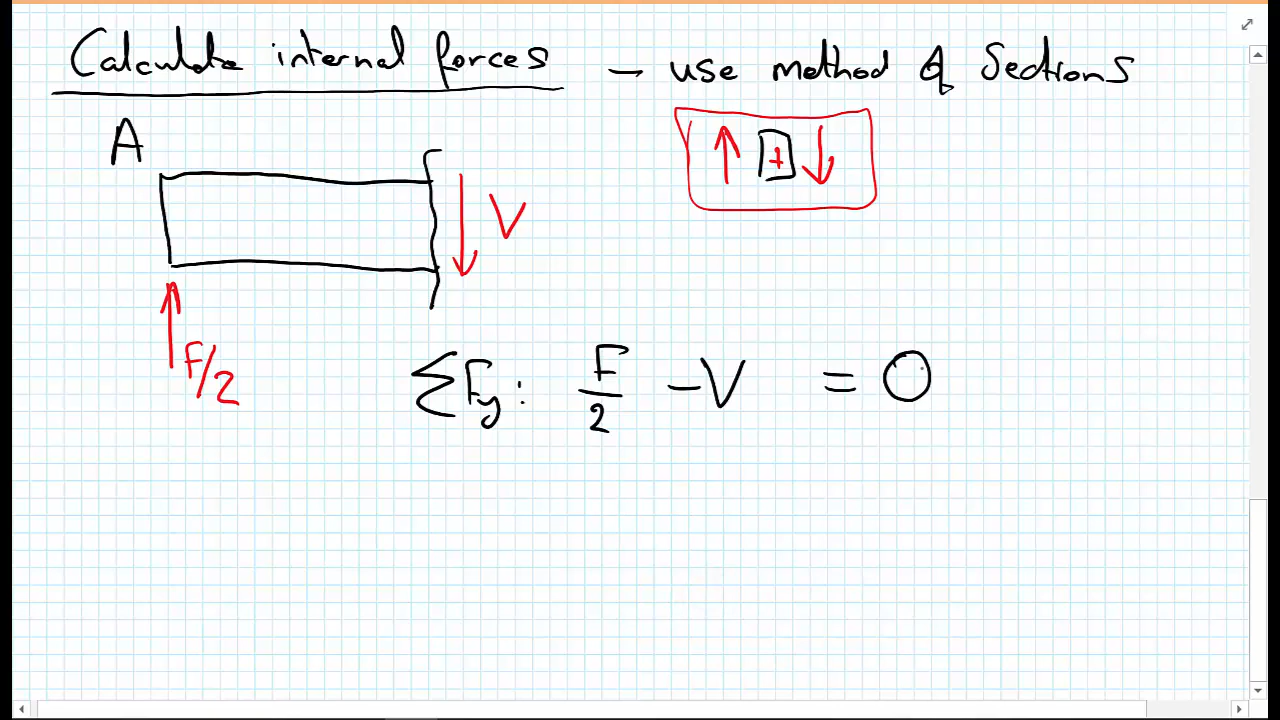 Calculate internal forces – use method of Sections
A
↑ + ↓
V
F/2
ΣFy: F/2 − V = 0